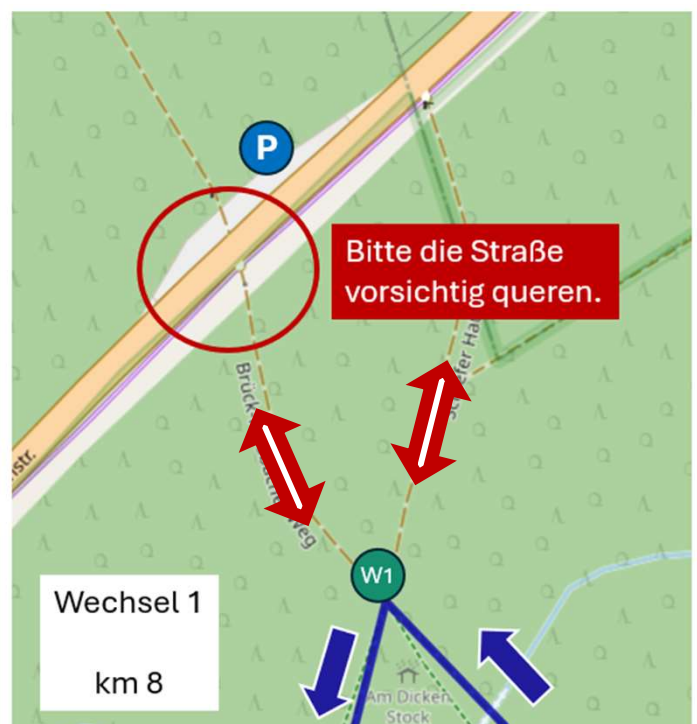 P
Bitte die Straße
vorsichtig queren.
W1
Wechsel 1
km 8
Am Dicken
Stock